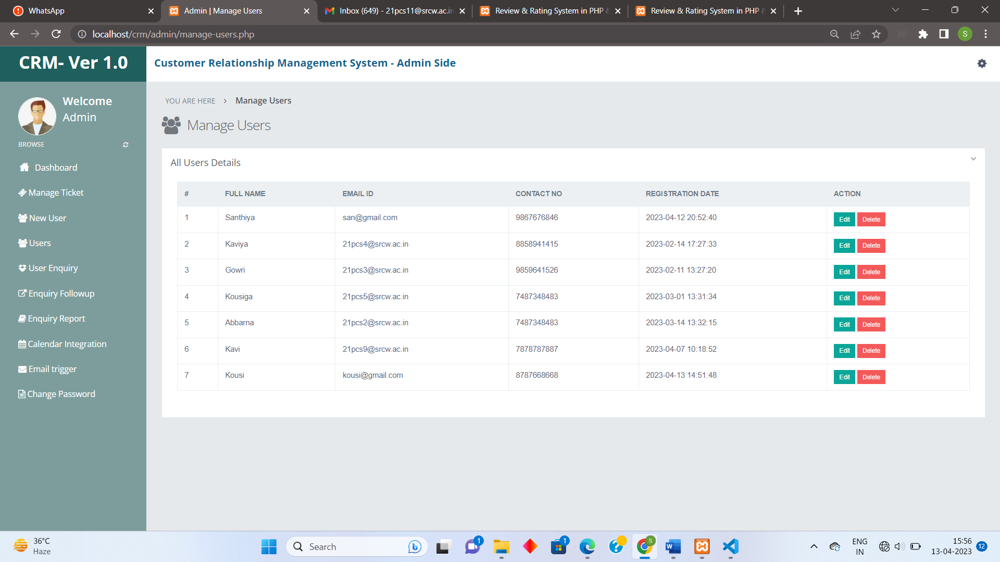 WhatsApp
Admin | Manage Users
Inbox (649) - 21pcs11@srcw.ac.in
Review & Rating System in PHP &
Review & Rating System in PHP &
localhost/crm/admin/manage-users.php
S
CRM- Ver 1.0
Customer Relationship Management System - Admin Side
Welcome
Admin
BROWSE
Dashboard
Manage Ticket
New User
Users
User Enquiry
Enquiry Followup
Enquiry Report
Calendar Integration
Email trigger
Change Password
YOU ARE HERE > Manage Users
Manage Users
All Users Details
# FULL NAME EMAIL ID CONTACT NO REGISTRATION DATE ACTION
1 Santhiya san@gmail.com 9867676846 2023-04-12 20:52:40 Edit Delete
2 Kaviya 21pcs4@srcw.ac.in 8858941415 2023-02-14 17:27:33 Edit Delete
3 Gowri 21pcs3@srcw.ac.in 9859641526 2023-02-11 13:27:20 Edit Delete
4 Kousiga 21pcs5@srcw.ac.in 7487348483 2023-03-01 13:31:34 Edit Delete
5 Abbarna 21pcs2@srcw.ac.in 7487348483 2023-03-14 13:32:15 Edit Delete
6 Kavi 21pcs9@srcw.ac.in 7878787887 2023-04-07 10:18:52 Edit Delete
7 Kousi kousi@gmail.com 8787668668 2023-04-13 14:51:48 Edit Delete
36°C
Haze
Search
1
1
S
W
ENG
IN
15:56
13-04-2023
12